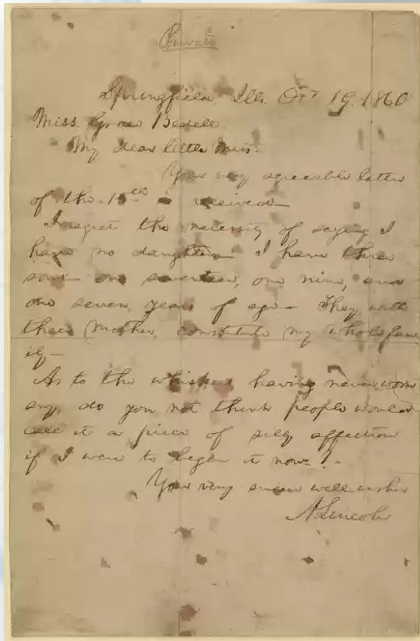 Private
Springfield, Ills. Oct 19. 1860
Miss. Grace Bedell
My dear little Miss.
Your very agreeable letter
of the 15th is received—
I regret the necessity of saying I
have no daughters— I have three
sons— one seventeen, one nine, and
one seven, years of age— They, with
their mother, constitute my whole fam
ily—
As to the whiskers, having never worn
any, do you not think people would
call it a piece of silly affection
if I were to begin it now?
Your very sincere well wisher
A. Lincoln